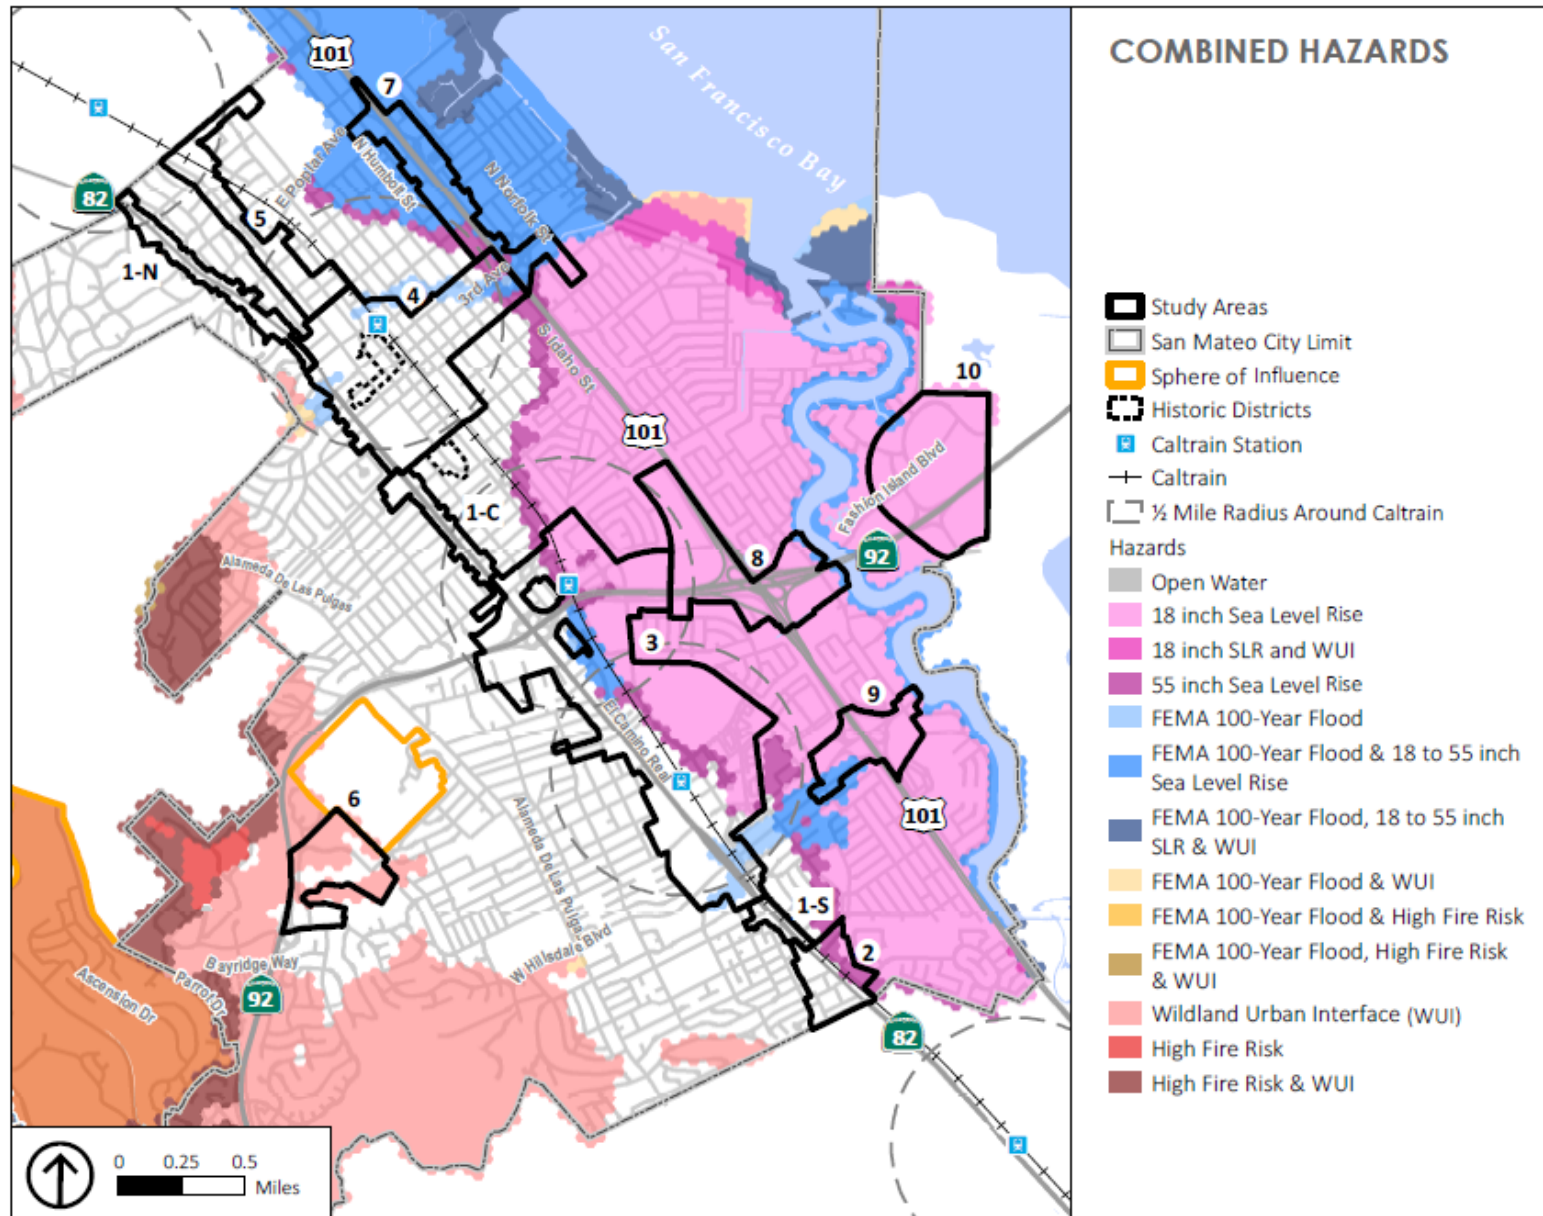 COMBINED HAZARDS
San Francisco Bay
101
7
82
E Poplar Ave
N Humbolt St
N Norfolk St
5
1-N
4
3rd Ave
S Idaho St
10
101
Fashion Island Blvd
1-C
8
92
Alameda De Las Pulgas
3
9
El Camino Real
6
101
Alameda De Las Pulgas
1-S
2
W Hillsdale Blvd
Bayridge Way
Parrot Dr
Ascension Dr
92
82
0 0.25 0.5
Miles
Study Areas
San Mateo City Limit
Sphere of Influence
Historic Districts
Caltrain Station
Caltrain
½ Mile Radius Around Caltrain
Hazards
Open Water
18 inch Sea Level Rise
18 inch SLR and WUI
55 inch Sea Level Rise
FEMA 100-Year Flood
FEMA 100-Year Flood & 18 to 55 inch
Sea Level Rise
FEMA 100-Year Flood, 18 to 55 inch
SLR & WUI
FEMA 100-Year Flood & WUI
FEMA 100-Year Flood & High Fire Risk
FEMA 100-Year Flood, High Fire Risk
& WUI
Wildland Urban Interface (WUI)
High Fire Risk
High Fire Risk & WUI